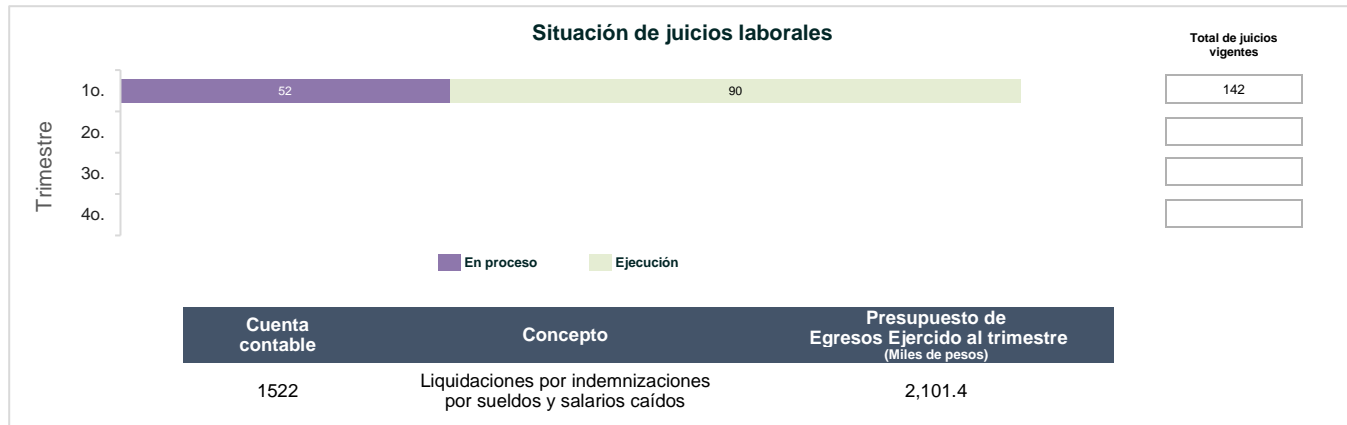 Situación de juicios laborales
Total de juicios
vigentes
Trimestre
1o.
52
90
142
2o.
3o.
4o.
En proceso
Ejecución
Cuenta
contable
Concepto
Presupuesto de
Egresos Ejercido al trimestre
(Miles de pesos)
1522
Liquidaciones por indemnizaciones
por sueldos y salarios caídos
2,101.4